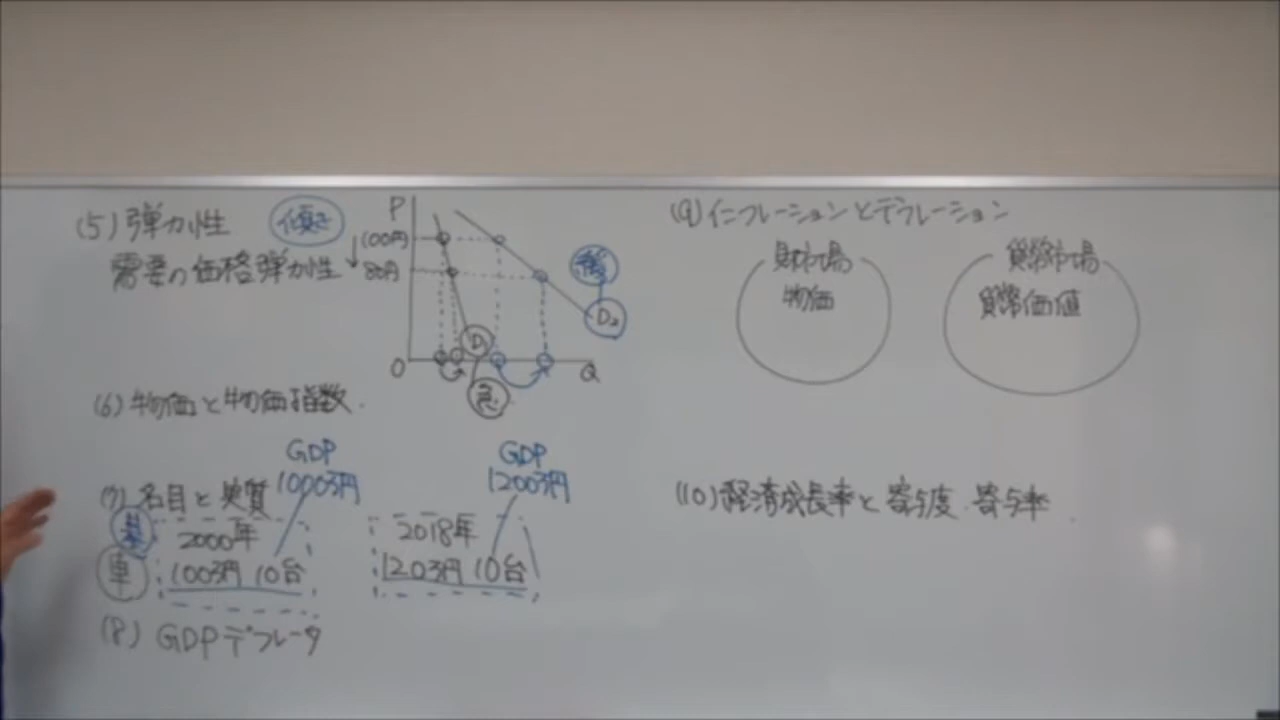 (5) 弾力性 傾き
需要の価格弾力性
P
100円
80円
O
Q
D
急
D₂
緩
(6) 物価と物価指数.
(7) 名目と実質
GDP
1000万円
基
2000年
車
100万円 10台
GDP
1200万円
2018年
120万円 10台
(8) GDPデフレータ
(9) インフレーションとデフレーション
財市場
物価
貨幣市場
貨幣価値
(10) 経済成長率と寄与度.寄与率